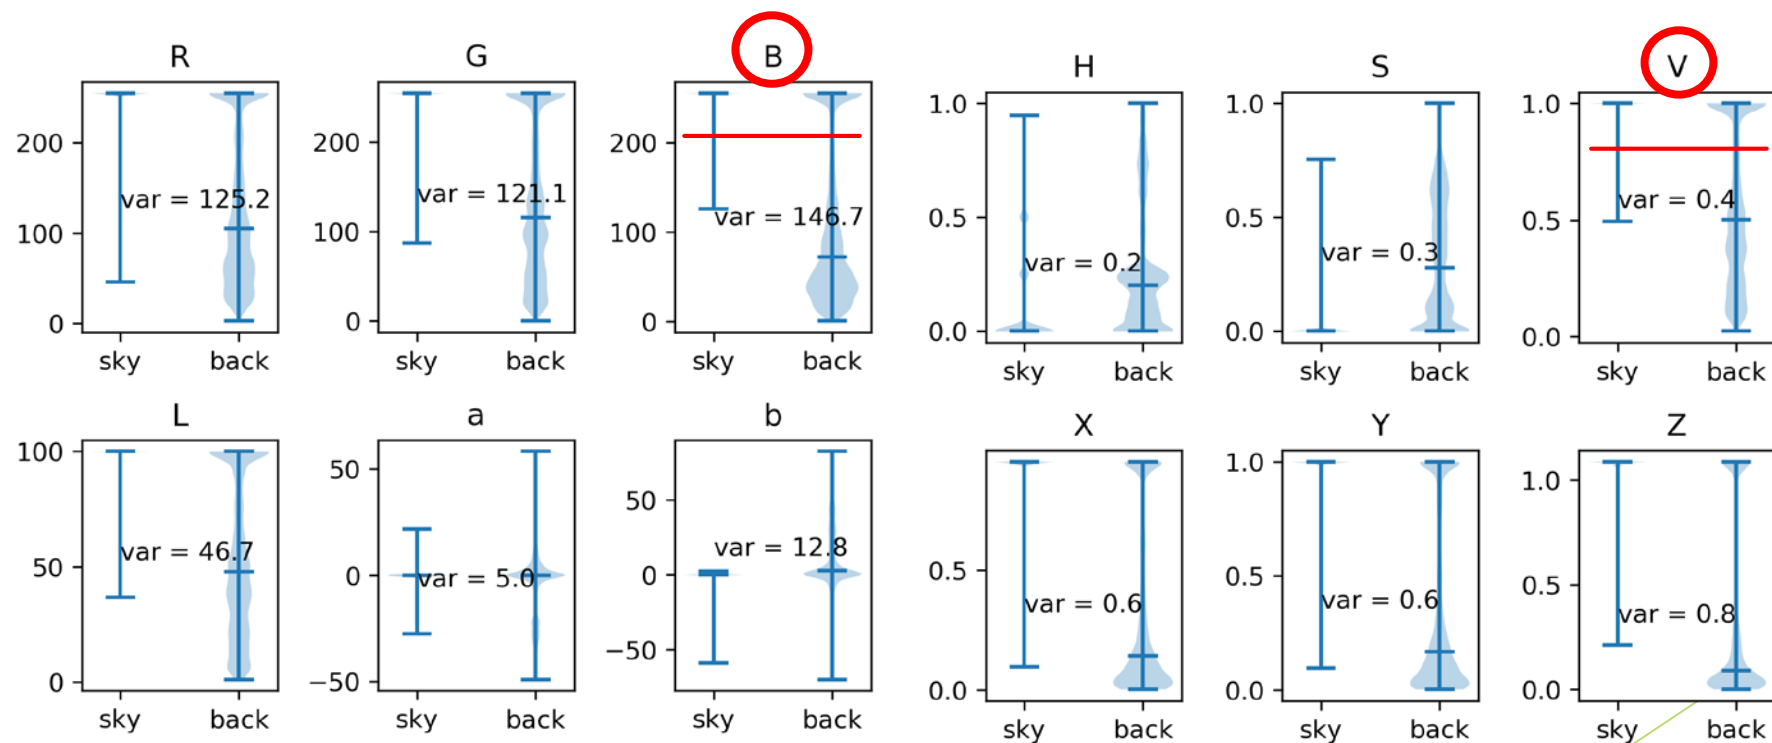 R G B H S V
200
100
0
var = 125.2
sky back
200
100
0
var = 121.1
sky back
200
100
0
var = 146.7
sky back
1.0
0.5
0.0
var = 0.2
sky back
1.0
0.5
0.0
var = 0.3
sky back
1.0
0.5
0.0
var = 0.4
sky back
L a b X Y Z
100
50
0
var = 46.7
sky back
50
0
−50
var = 5.0
sky back
50
0
−50
var = 12.8
sky back
0.5
0.0
var = 0.6
sky back
1.0
0.5
0.0
var = 0.6
sky back
1.0
0.5
0.0
var = 0.8
sky back